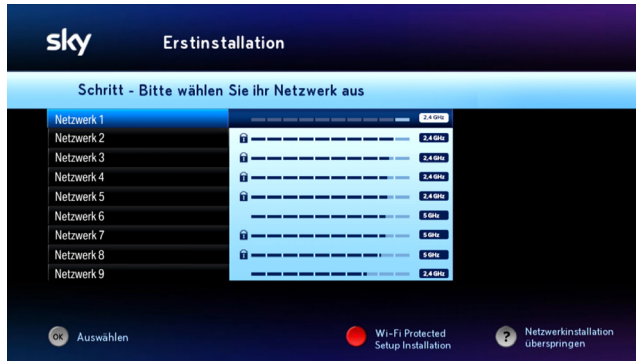 sky Erstinstallation
Schritt - Bitte wählen Sie ihr Netzwerk aus
Netzwerk 1 2,4 GHz
Netzwerk 2 2,4 GHz
Netzwerk 3 2,4 GHz
Netzwerk 4 2,4 GHz
Netzwerk 5 2,4 GHz
Netzwerk 6 5 GHz
Netzwerk 7 5 GHz
Netzwerk 8 5 GHz
Netzwerk 9 2,4 GHz
OK Auswählen
Wi-Fi Protected
Setup Installation
? Netzwerkinstallation
überspringen